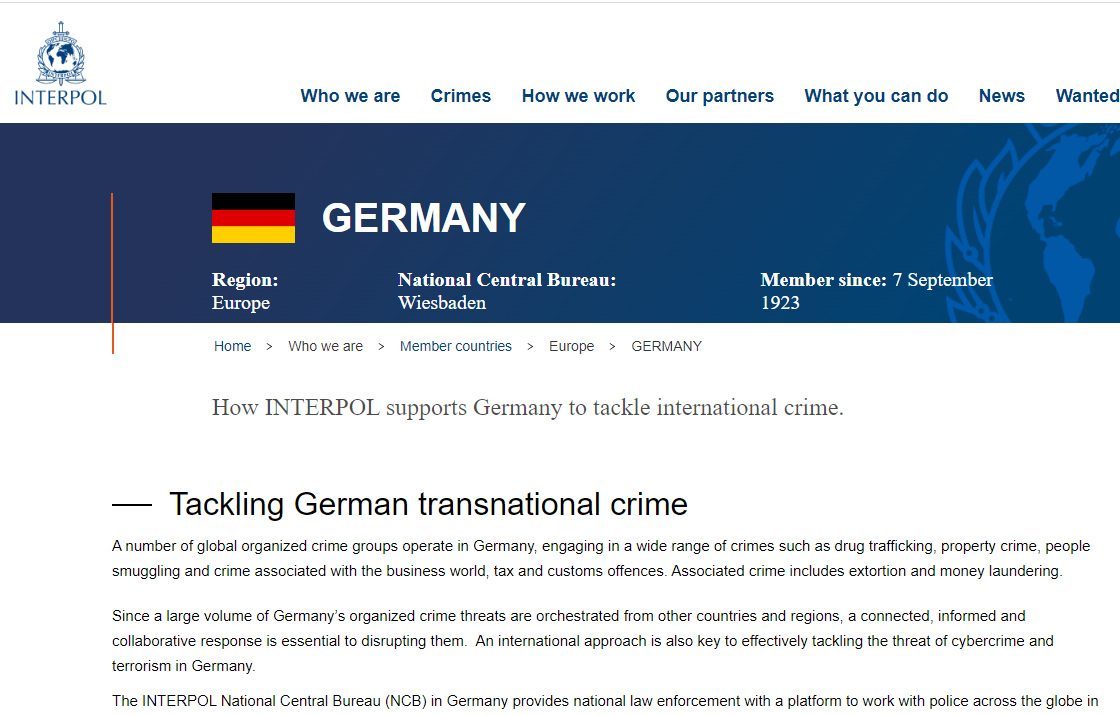 INTERPOL
Who we are Crimes How we work Our partners What you can do News Wanted
GERMANY
Region: National Central Bureau: Member since: 7 September
Europe Wiesbaden 1923
Home > Who we are > Member countries > Europe > GERMANY
How INTERPOL supports Germany to tackle international crime.
Tackling German transnational crime
A number of global organized crime groups operate in Germany, engaging in a wide range of crimes such as drug trafficking, property crime, people
smuggling and crime associated with the business world, tax and customs offences. Associated crime includes extortion and money laundering.
Since a large volume of Germany’s organized crime threats are orchestrated from other countries and regions, a connected, informed and
collaborative response is essential to disrupting them.  An international approach is also key to effectively tackling the threat of cybercrime and
terrorism in Germany.
The INTERPOL National Central Bureau (NCB) in Germany provides national law enforcement with a platform to work with police across the globe in